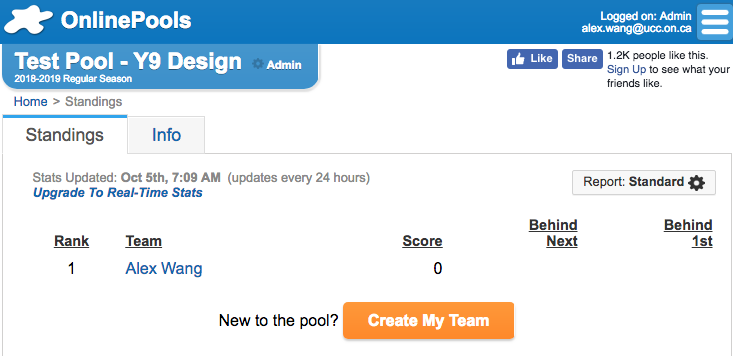 OnlinePools
Logged on: Admin
alex.wang@ucc.on.ca
Test Pool - Y9 Design Admin
2018-2019 Regular Season
Like Share
1.2K people like this.
Sign Up to see what your
friends like.
Home > Standings
Standings Info
Stats Updated: Oct 5th, 7:09 AM (updates every 24 hours)
Upgrade To Real-Time Stats
Report: Standard
Rank Team Score Behind Next Behind 1st
1 Alex Wang 0
New to the pool? Create My Team